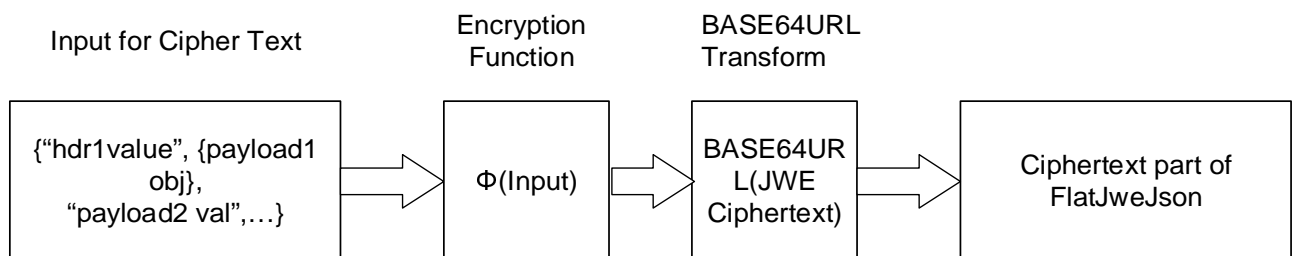 Input for Cipher Text
Encryption
Function
BASE64URL
Transform
{“hdr1value”, {payload1
obj},
“payload2 val”,…}
Φ(Input)
BASE64UR
L(JWE
Ciphertext)
Ciphertext part of
FlatJweJson